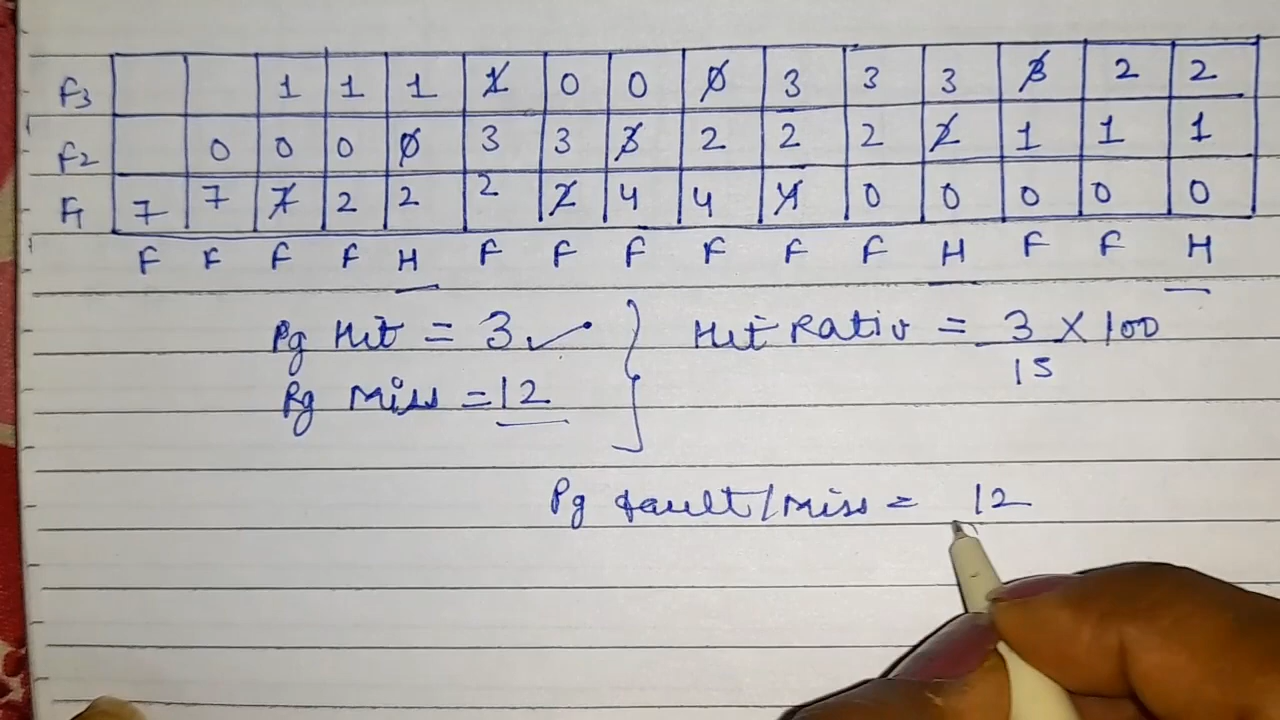 F3 1 1 1 1 0 0 0 3 3 3 3 2 2
F2 0 0 0 0 3 3 3 2 2 2 2 1 1 1
F1 7 7 7 2 2 2 2 4 4 4 0 0 0 0 0
F F F F H F F F F F F H F F H
Pg Hit = 3
Hit Ratio = 3 × 100
15
Pg Miss = 12
Pg fault/Miss = 12